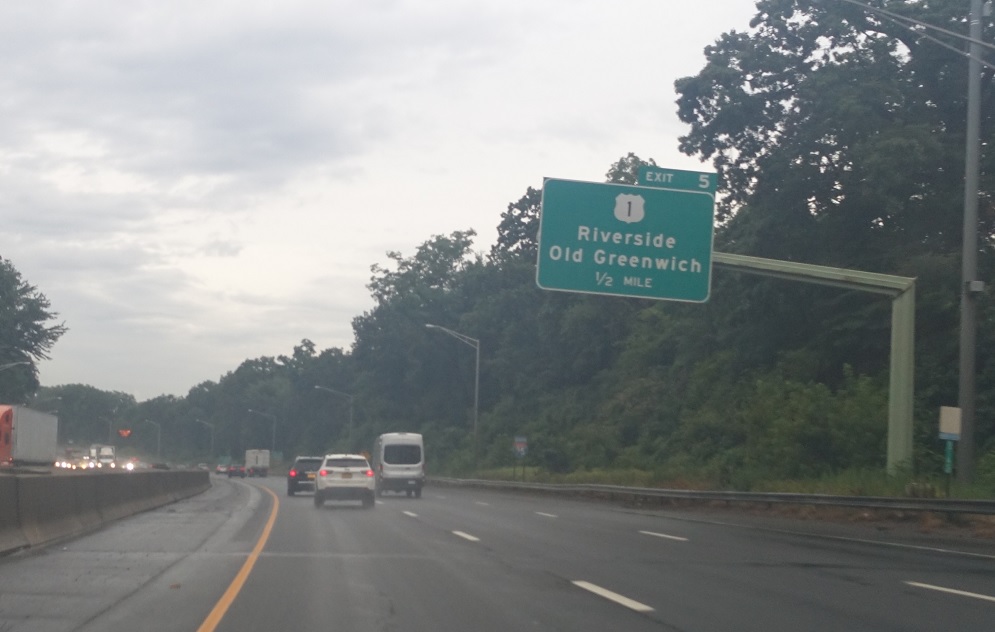 EXIT 5
1
Riverside
Old Greenwich
1/2 MILE